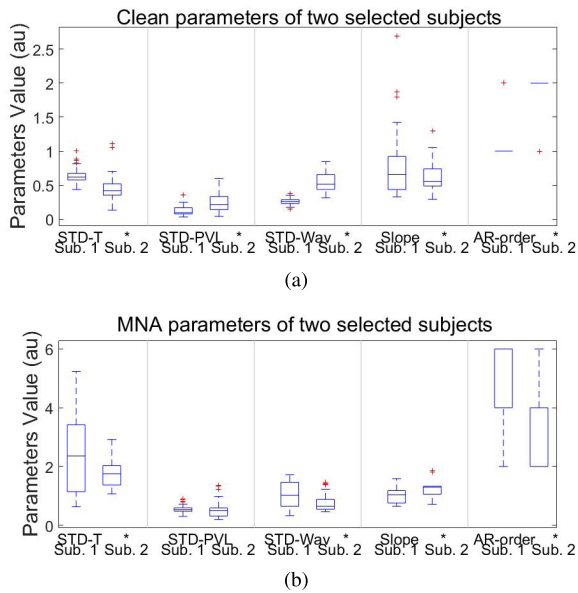 Clean parameters of two selected subjects
Parameters Value (au)
2.5
2
1.5
1
0.5
0
STD-T * STD-PVL * STD-Wav * Slope * AR-order *
Sub. 1 Sub. 2 Sub. 1 Sub. 2 Sub. 1 Sub. 2 Sub. 1 Sub. 2 Sub. 1 Sub. 2
(a)
MNA parameters of two selected subjects
Parameters Value (au)
6
4
2
0
STD-T * STD-PVL STD-Wav * Slope * AR-order *
Sub. 1 Sub. 2 Sub. 1 Sub. 2 Sub. 1 Sub. 2 Sub. 1 Sub. 2 Sub. 1 Sub. 2
(b)